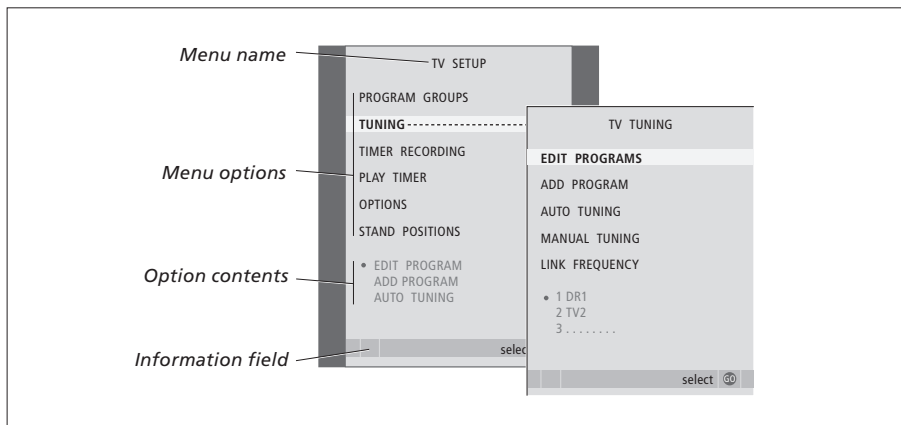 Menu name
Menu options
Option contents
Information field
TV SETUP
PROGRAM GROUPS
TUNING
TIMER RECORDING
PLAY TIMER
OPTIONS
STAND POSITIONS
• EDIT PROGRAM
ADD PROGRAM
AUTO TUNING
selec
TV TUNING
EDIT PROGRAMS
ADD PROGRAM
AUTO TUNING
MANUAL TUNING
LINK FREQUENCY
• 1 DR1
2 TV2
3 . . . . . . . .
select GO